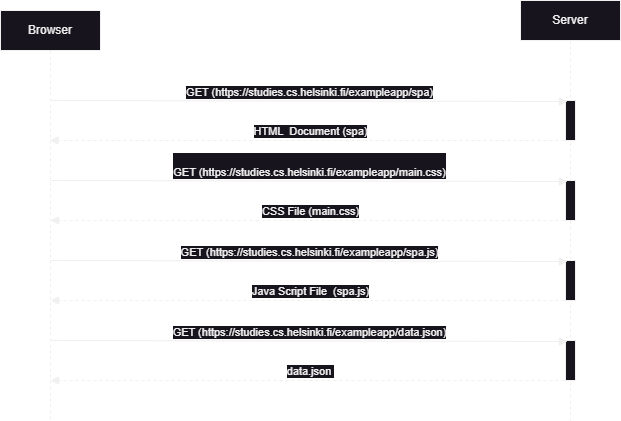 Browser
Server
GET (https://studies.cs.helsinki.fi/exampleapp/spa)
HTML  Document (spa)
GET (https://studies.cs.helsinki.fi/exampleapp/main.css)
CSS File (main.css)
GET (https://studies.cs.helsinki.fi/exampleapp/spa.js)
Java Script File  (spa.js)
GET (https://studies.cs.helsinki.fi/exampleapp/data.json)
data.json